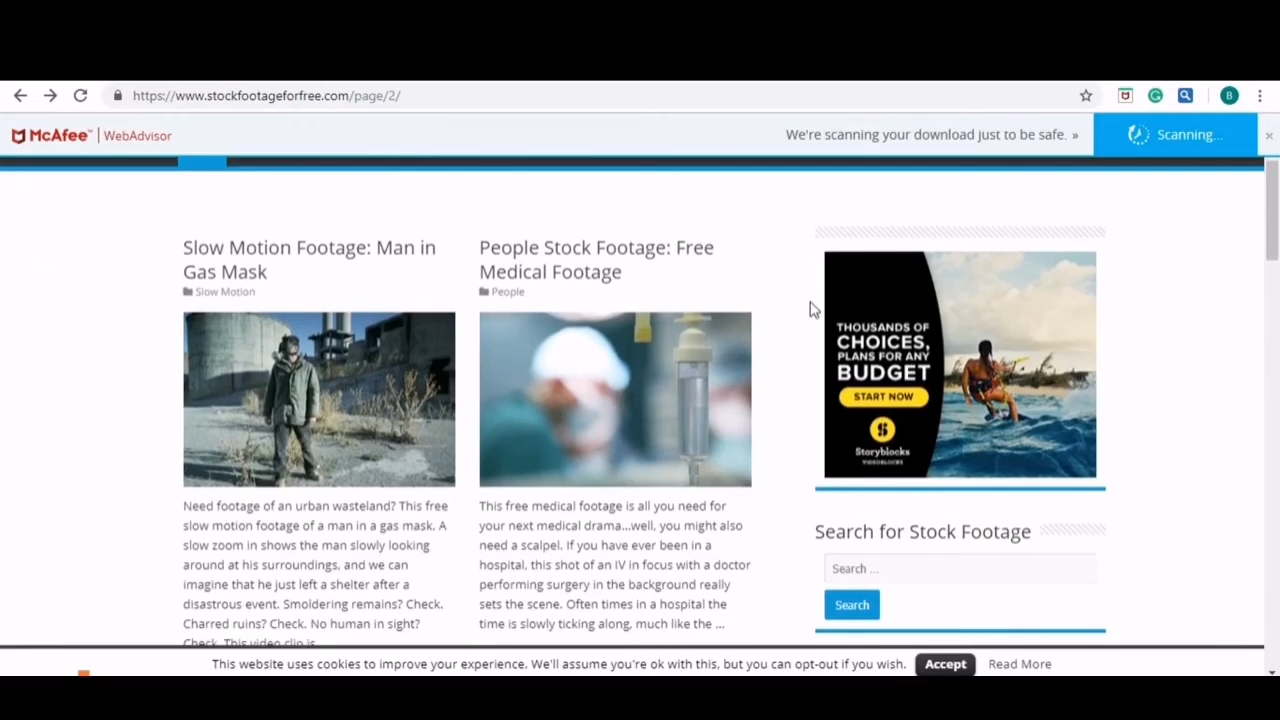 https://www.stockfootageforfree.com/page/2/
B
McAfee™ | WebAdvisor
We're scanning your download just to be safe. »
Scanning...
×
Slow Motion Footage: Man in
Gas Mask
Slow Motion
Need footage of an urban wasteland? This free
slow motion footage of a man in a gas mask. A
slow zoom in shows the man slowly looking
around at his surroundings, and we can
imagine that he just left a shelter after a
disastrous event. Smoldering remains? Check.
Charred ruins? Check. No human in sight?
Check. This video clip is
People Stock Footage: Free
Medical Footage
People
This free medical footage is all you need for
your next medical drama...well, you might also
need a scalpel. If you have ever been in a
hospital, this shot of an IV in focus with a doctor
performing surgery in the background really
sets the scene. Often times in a hospital the
time is slowly ticking along, much like the ...
THOUSANDS OF
CHOICES,
PLANS FOR ANY
BUDGET
START NOW
Storyblocks
VIDEOBLOCKS
Search for Stock Footage
Search ...
Search
This website uses cookies to improve your experience. We'll assume you're ok with this, but you can opt-out if you wish.
Accept
Read More